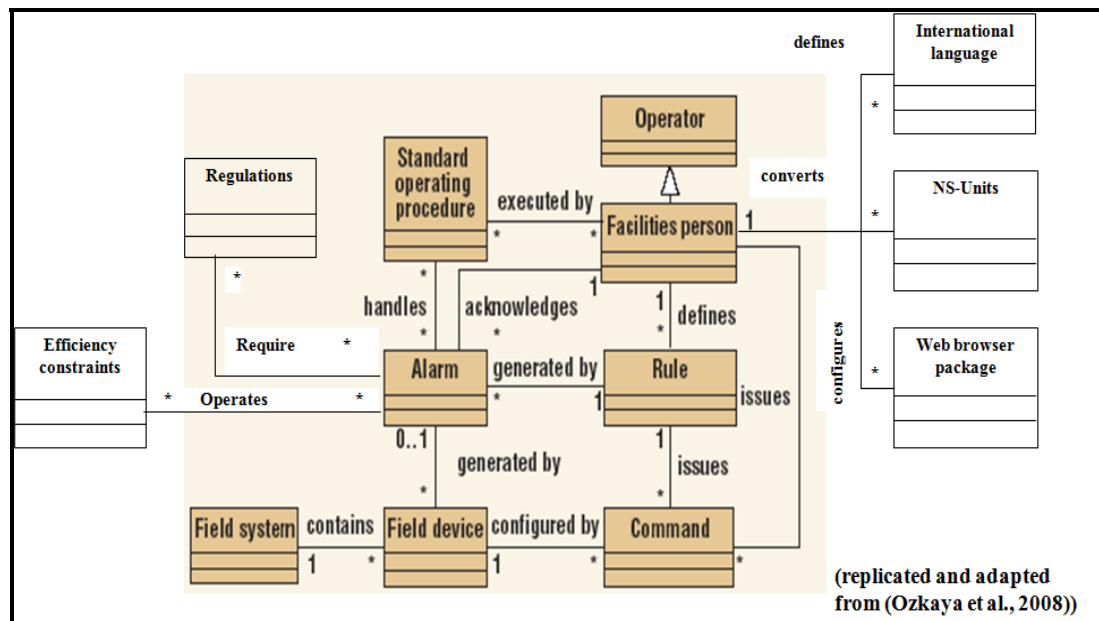 International
language
defines
*
Operator
Standard
operating
procedure
Regulations
converts
NS-Units
executed by
*
*
Facilities person
1
*
*
*
handles
*
acknowledges
1
*
1
defines
*
configures
Efficiency
constraints
Require
*
Alarm
generated by
*
1
Rule
issues
Web browser
package
*
*
Operates
*
0..1
generated by
*
1
issues
*
Field system
contains
1
*
Field device
configured by
1
*
Command
*
(replicated and adapted
from (Ozkaya et al., 2008))